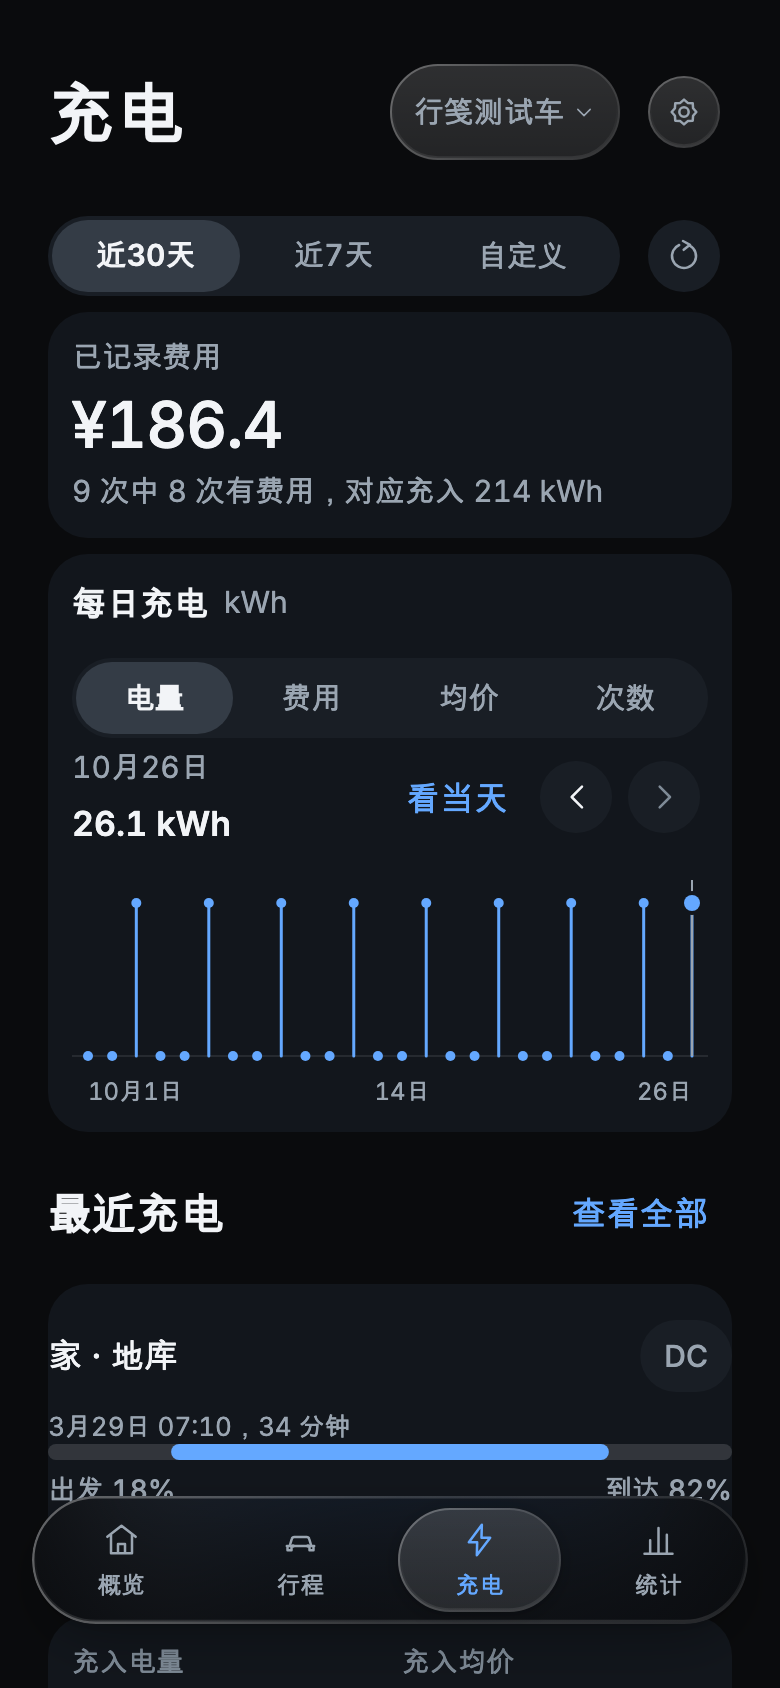 充电
行笺测试车
近30天 近7天 自定义
已记录费用
¥186.4
9 次中 8 次有费用，对应充入 214 kWh
每日充电 kWh
电量 费用 均价 次数
10月26日
26.1 kWh
看当天
10月1日 14日 26日
最近充电
查看全部
家 · 地库
DC
3月29日 07:10，34 分钟
出发 18% 到达 82%
概览 行程 充电 统计
充入电量 充入均价